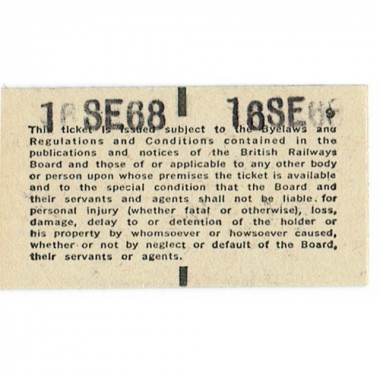 16SE68 16SE68
This ticket is issued subject to the Byelaws and
Regulations and Conditions contained in the
publications and notices of the British Railways
Board and those of or applicable to any other body
or person upon whose premises the ticket is available
and to the special condition that the Board and
their servants and agents shall not be liable. for
personal injury (whether fatal or otherwise), loss,
damage, delay to or detention of the holder or
his property by whomsoever or howsoever caused,
whether or not by neglect or default of the Board,
their servants or agents.